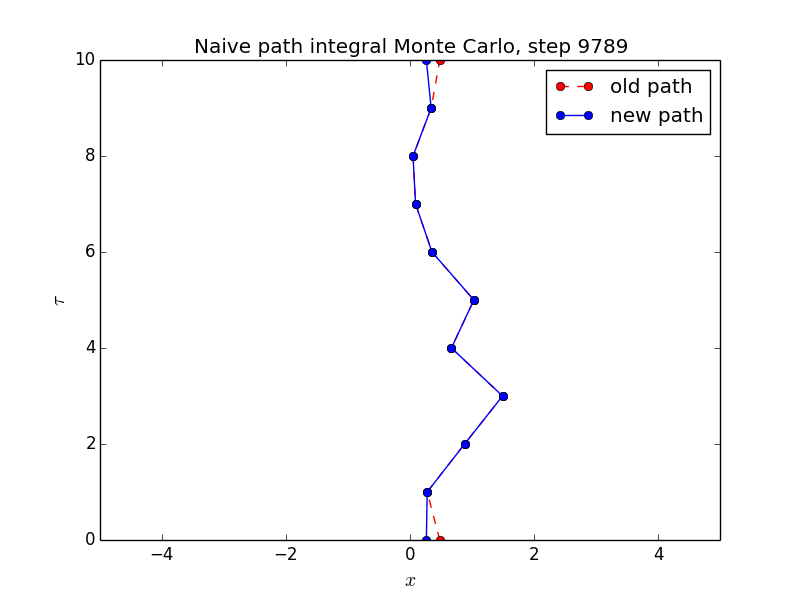 Naive path integral Monte Carlo, step 9789
10
old path
new path
8
6
τ
4
2
0
−4 −2 0 2 4
x